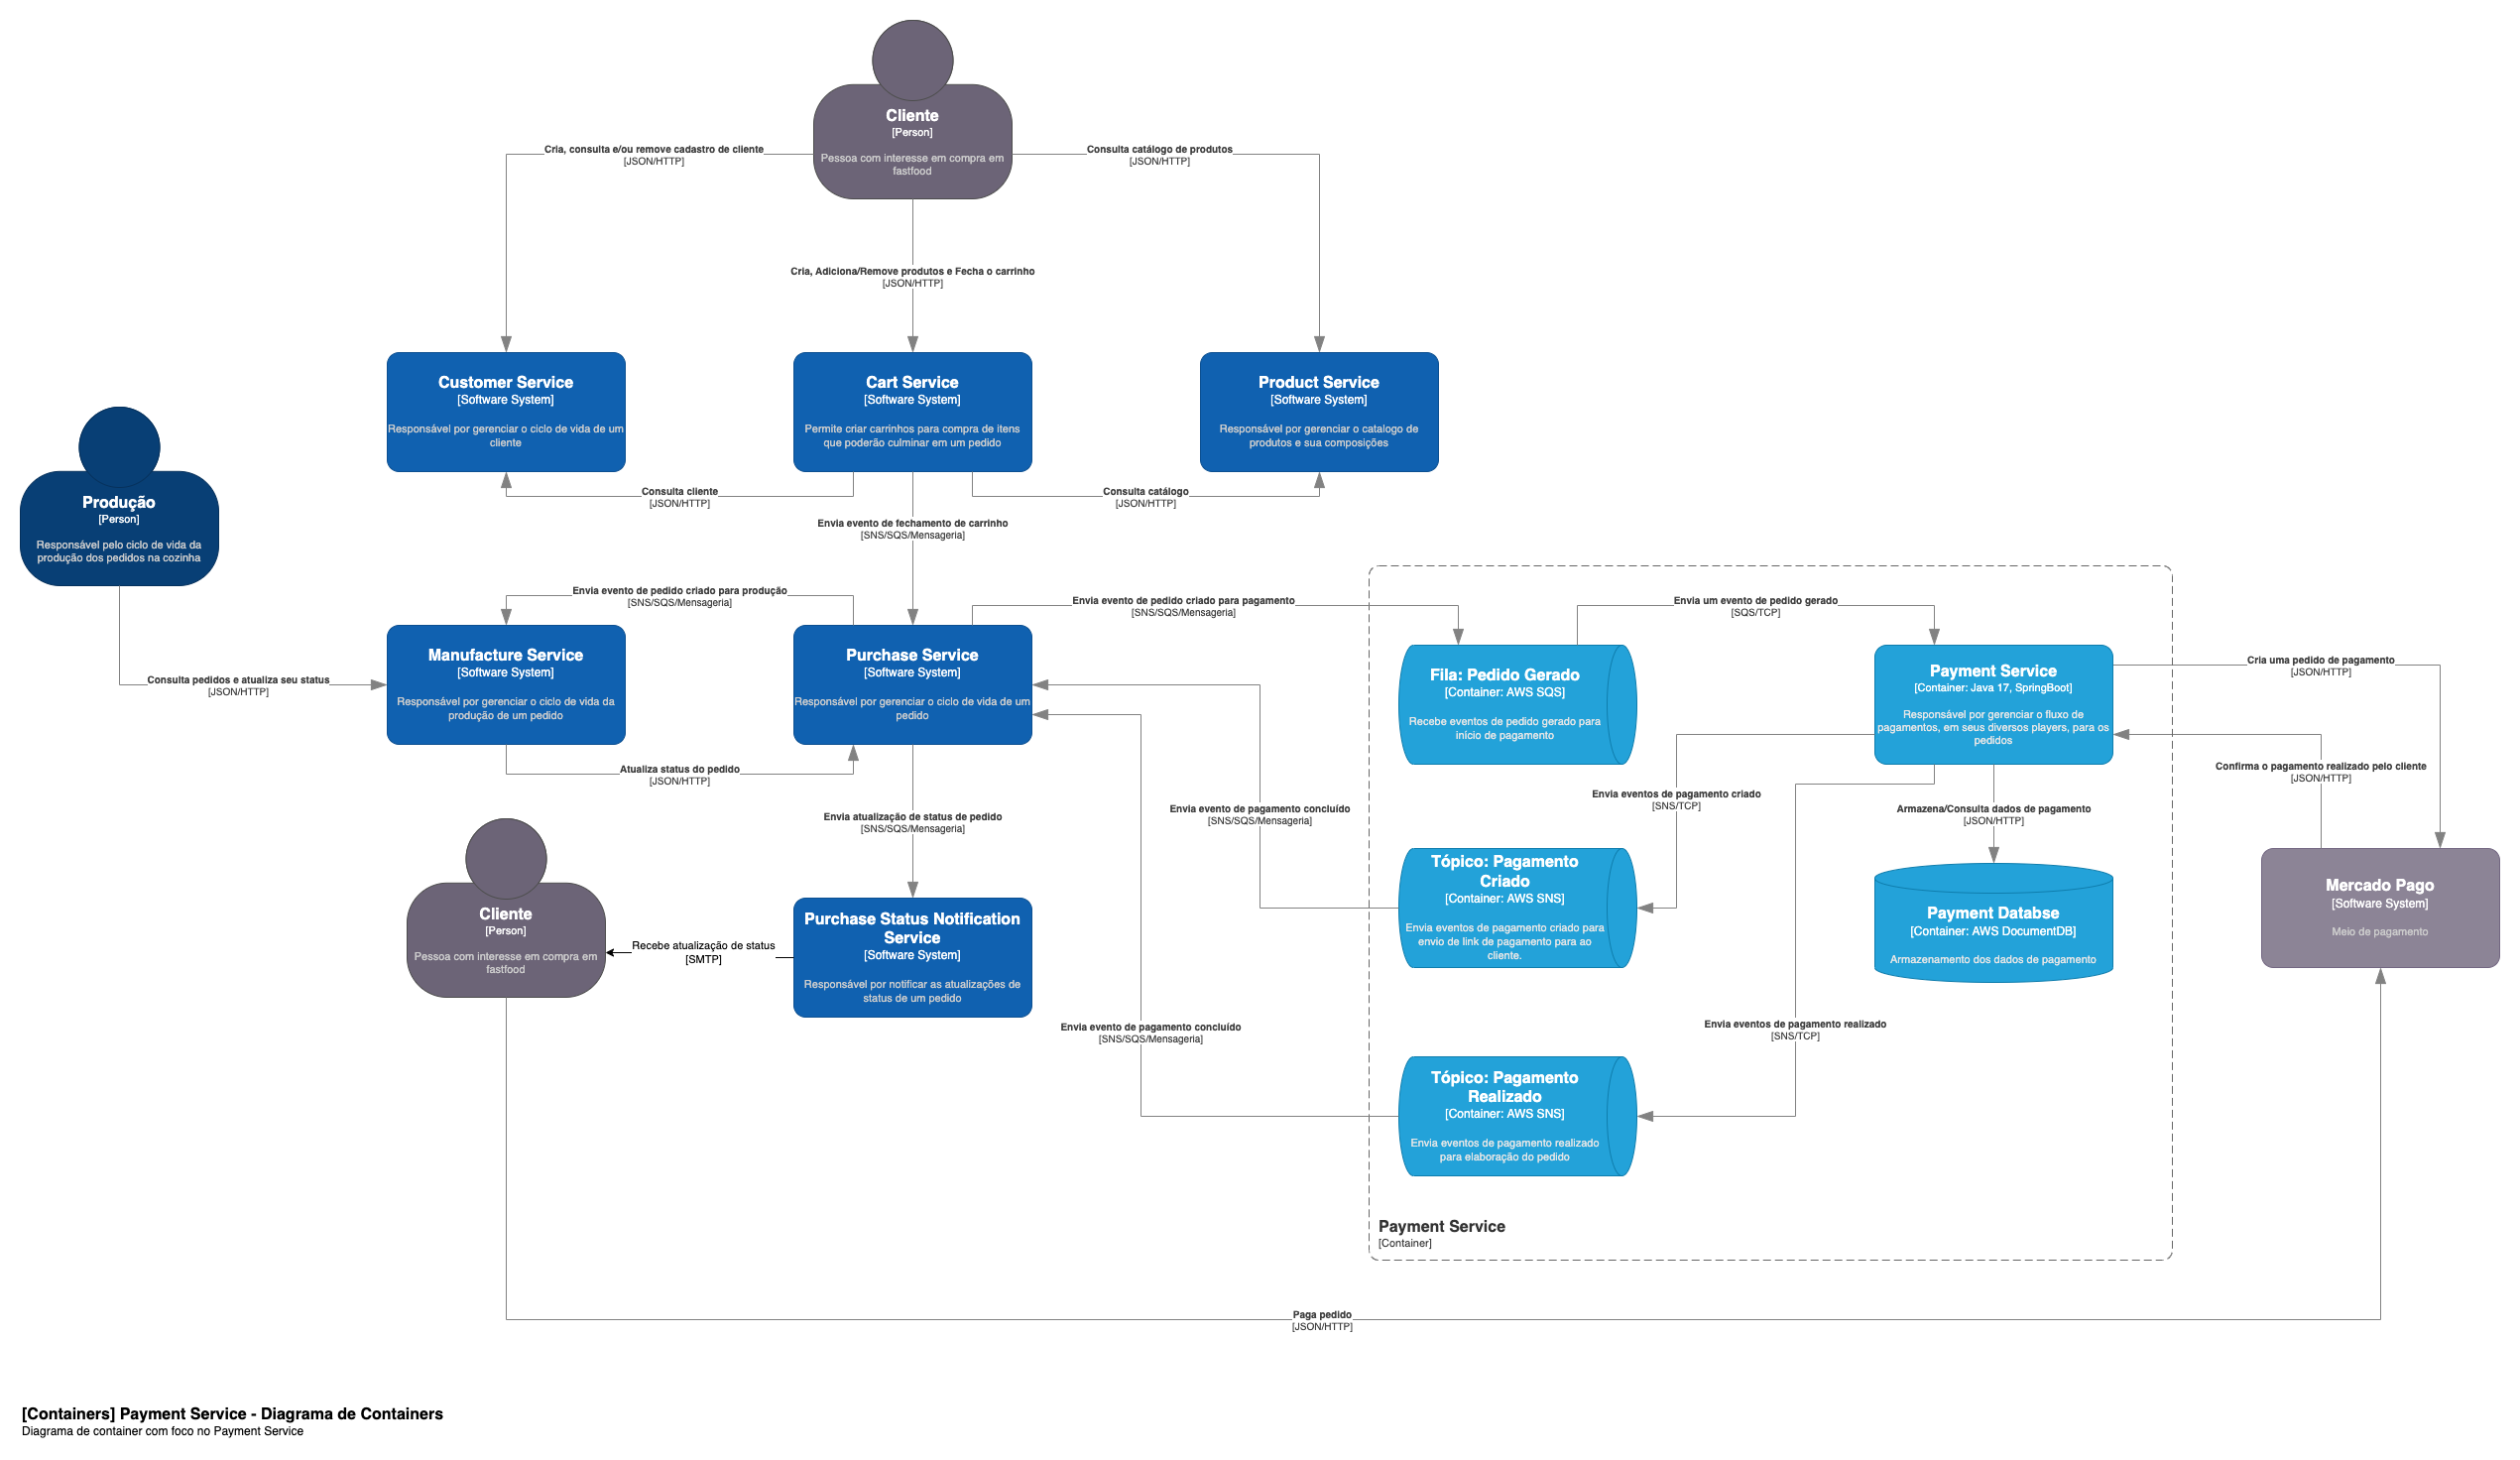 Cliente
[Person]
Pessoa com interesse em compra em
fastfood
Cria, consulta e/ou remove cadastro de cliente
[JSON/HTTP]
Consulta catálogo de produtos
[JSON/HTTP]
Cria, Adiciona/Remove produtos e Fecha o carrinho
[JSON/HTTP]
Customer Service
[Software System]
Responsável por gerenciar o ciclo de vida de um
cliente
Cart Service
[Software System]
Permite criar carrinhos para compra de itens
que poderão culminar em um pedido
Product Service
[Software System]
Responsável por gerenciar o catalogo de
produtos e sua composições
Produção
[Person]
Responsável pelo ciclo de vida da
produção dos pedidos na cozinha
Consulta cliente
[JSON/HTTP]
Consulta catálogo
[JSON/HTTP]
Envia evento de fechamento de carrinho
[SNS/SQS/Mensageria]
Envia evento de pedido criado para produção
[SNS/SQS/Mensageria]
Envia evento de pedido criado para pagamento
[SNS/SQS/Mensageria]
Envia um evento de pedido gerado
[SQS/TCP]
Consulta pedidos e atualiza seu status
[JSON/HTTP]
Manufacture Service
[Software System]
Responsável por gerenciar o ciclo de vida da
produção de um pedido
Purchase Service
[Software System]
Responsável por gerenciar o ciclo de vida de um
pedido
Fila: Pedido Gerado
[Container: AWS SQS]
Recebe eventos de pedido gerado para
início de pagamento
Payment Service
[Container: Java 17, SpringBoot]
Responsável por gerenciar o fluxo de
pagamentos, em seus diversos players, para os
pedidos
Cria uma pedido de pagamento
[JSON/HTTP]
Confirma o pagamento realizado pelo cliente
[JSON/HTTP]
Atualiza status do pedido
[JSON/HTTP]
Envia atualização de status de pedido
[SNS/SQS/Mensageria]
Envia evento de pagamento concluído
[SNS/SQS/Mensageria]
Envia eventos de pagamento criado
[SNS/TCP]
Armazena/Consulta dados de pagamento
[JSON/HTTP]
Cliente
[Person]
Pessoa com interesse em compra em
fastfood
Recebe atualização de status
[SMTP]
Purchase Status Notification
Service
[Software System]
Responsável por notificar as atualizações de
status de um pedido
Tópico: Pagamento
Criado
[Container: AWS SNS]
Envia eventos de pagamento criado para
envio de link de pagamento para ao
cliente.
Payment Databse
[Container: AWS DocumentDB]
Armazenamento dos dados de pagamento
Mercado Pago
[Software System]
Meio de pagamento
Envia evento de pagamento concluído
[SNS/SQS/Mensageria]
Envia eventos de pagamento realizado
[SNS/TCP]
Tópico: Pagamento
Realizado
[Container: AWS SNS]
Envia eventos de pagamento realizado
para elaboração do pedido
Payment Service
[Container]
Paga pedido
[JSON/HTTP]
[Containers] Payment Service - Diagrama de Containers
Diagrama de container com foco no Payment Service